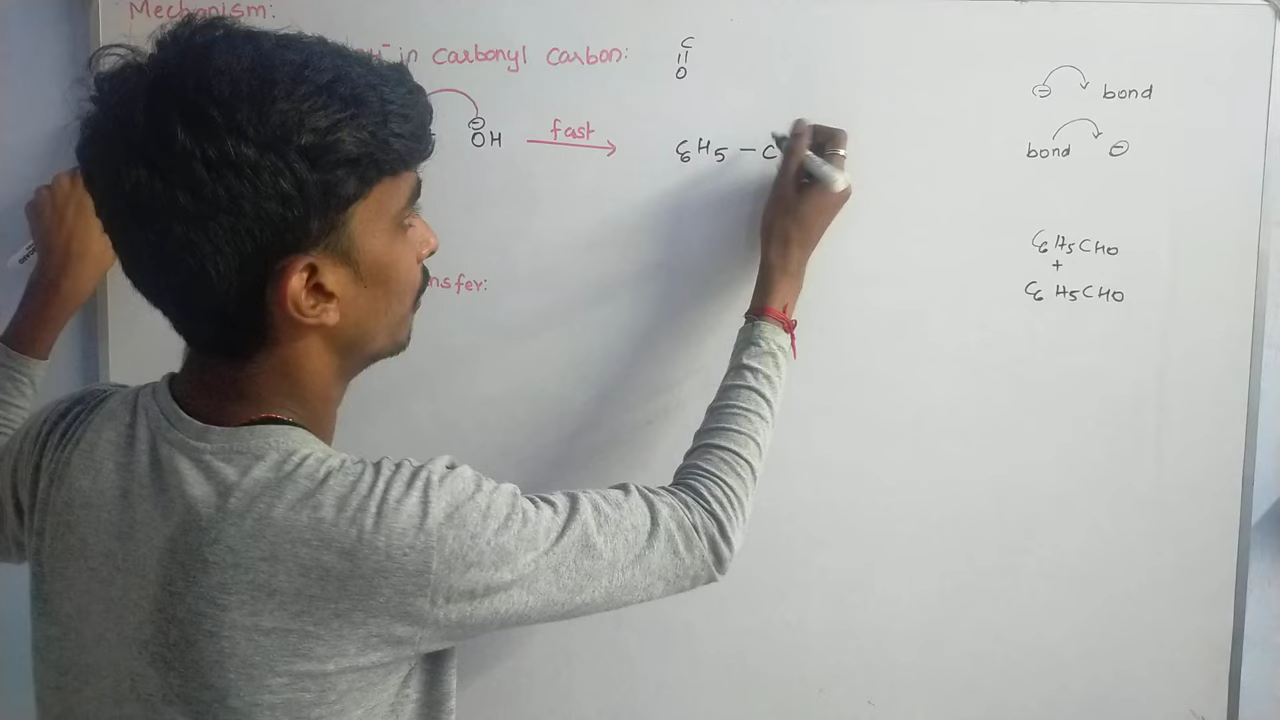 Mechanism:
in Carbonyl Carbon:
C
||
O
⊖
OH
fast
C6H5 - C
nsfer:
⊖ bond
bond ⊖
C6H5CHO
+
C6H5CHO